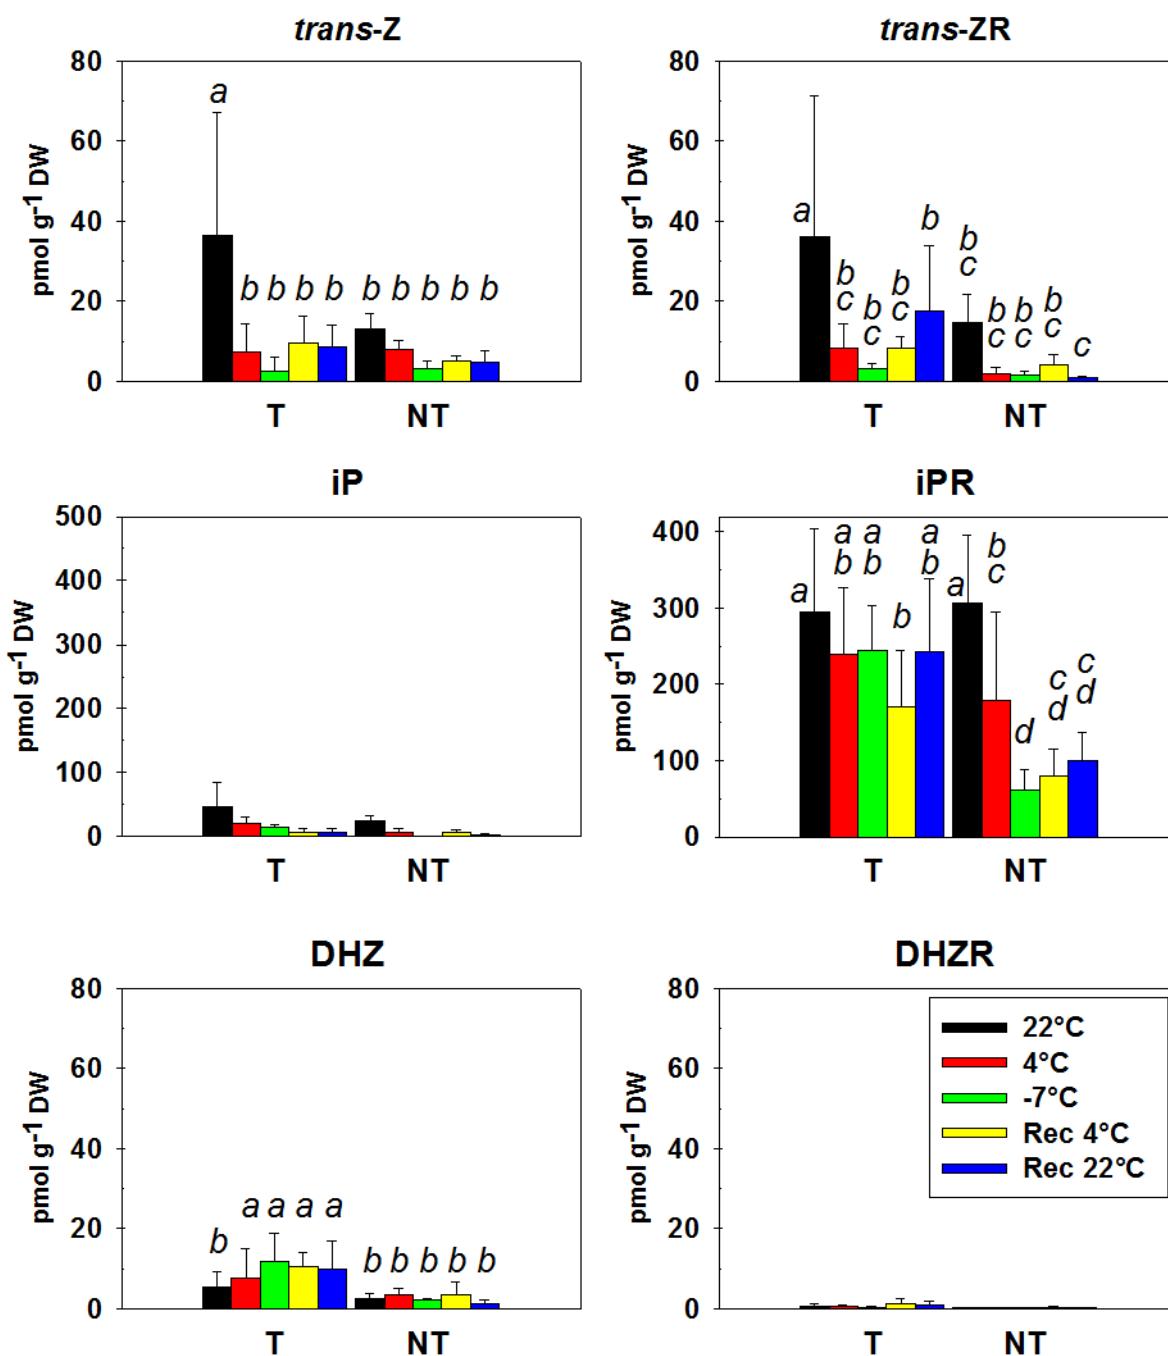 trans-Z
80
60
40
20
0
pmol g-1 DW
a
b b b b b b b b b
T NT
trans-ZR
80
60
40
20
0
pmol g-1 DW
a
b
c
b
c
b
c
b
b
c
b
c
b
c
b
c
c
T NT
iP
500
400
300
200
100
0
pmol g-1 DW
T NT
iPR
400
300
200
100
0
pmol g-1 DW
a
a
b
a
b
b
a
b
a
b
c
d
c
d
c
d
T NT
DHZ
80
60
40
20
0
pmol g-1 DW
b a a a a b b b b b
T NT
DHZR
80
60
40
20
0
pmol g-1 DW
22°C
4°C
-7°C
Rec 4°C
Rec 22°C
T NT